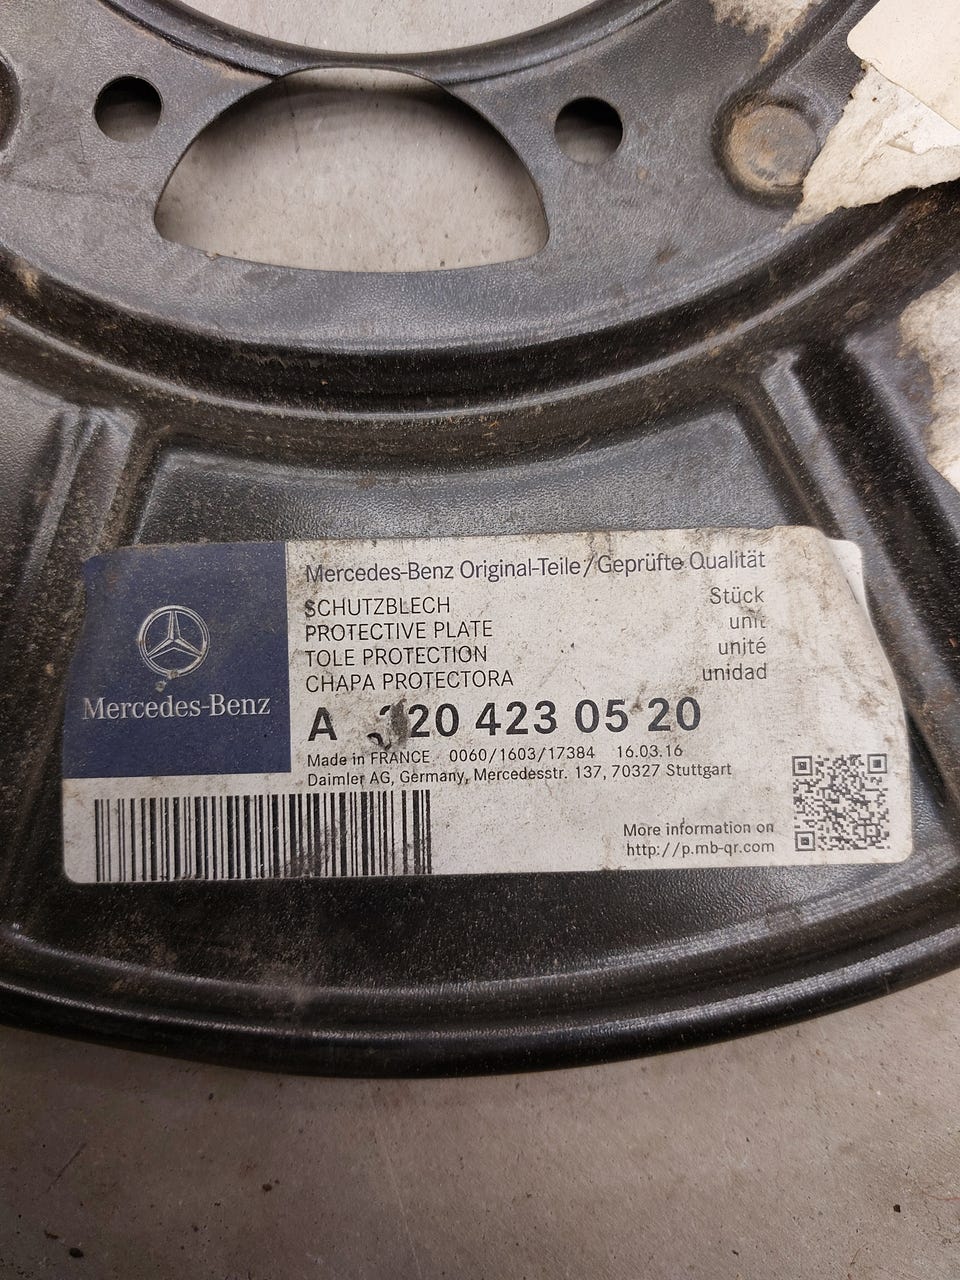 Mercedes-Benz
Mercedes-Benz Original-Teile/Geprüfte Qualität
SCHUTZBLECH Stück
PROTECTIVE PLATE unit
TOLE PROTECTION unité
CHAPA PROTECTORA unidad
A 220 423 05 20
Made in FRANCE 0060/1603/17384 16.03.16
Daimler AG, Germany, Mercedesstr. 137, 70327 Stuttgart
More information on
http://p.mb-qr.com